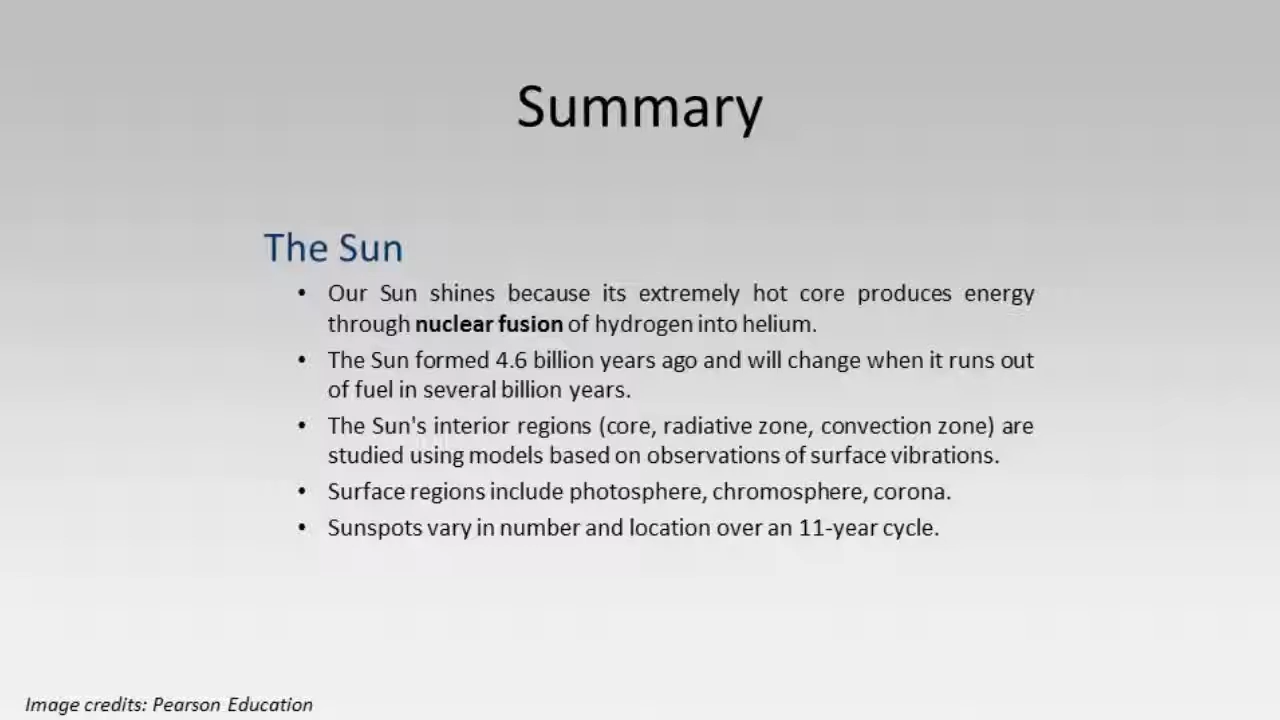 Summary
The Sun
• Our Sun shines because its extremely hot core produces energy
through nuclear fusion of hydrogen into helium.
• The Sun formed 4.6 billion years ago and will change when it runs out
of fuel in several billion years.
• The Sun's interior regions (core, radiative zone, convection zone) are
studied using models based on observations of surface vibrations.
• Surface regions include photosphere, chromosphere, corona.
• Sunspots vary in number and location over an 11-year cycle.
Image credits: Pearson Education